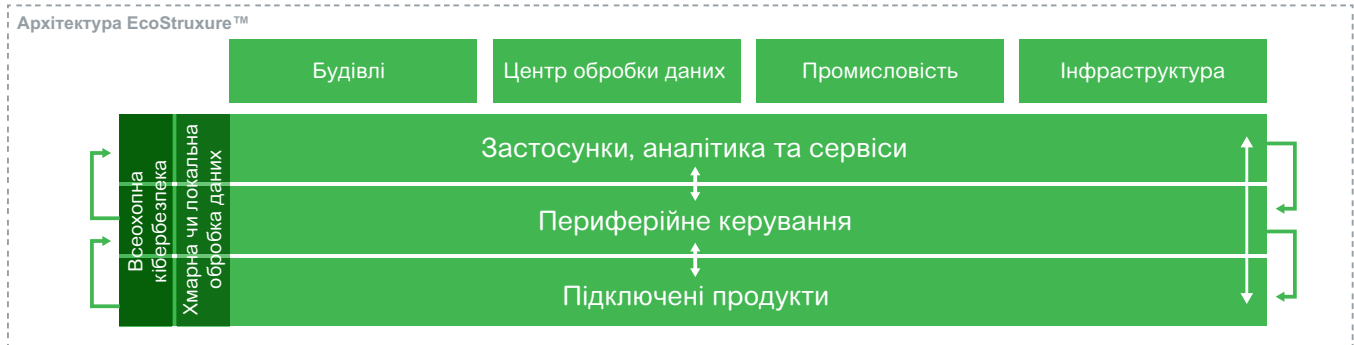 Архітектура EcoStruxure™
Будівлі
Центр обробки даних
Промисловість
Інфраструктура
Всеохопна
кібербезпека
Хмарна чи локальна
обробка даних
Застосунки, аналітика та сервіси
Периферійне керування
Підключені продукти